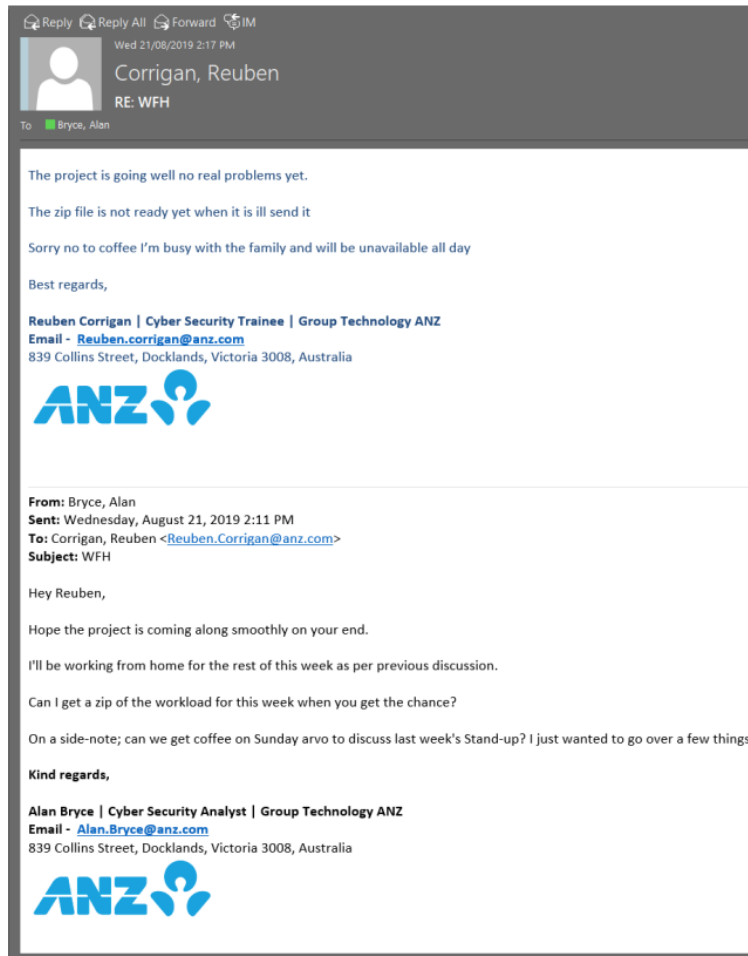 Reply Reply All Forward IM
Wed 21/08/2019 2:17 PM
Corrigan, Reuben
RE: WFH
To Bryce, Alan
The project is going well no real problems yet.
The zip file is not ready yet when it is ill send it
Sorry no to coffee I'm busy with the family and will be unavailable all day
Best regards,
Reuben Corrigan | Cyber Security Trainee | Group Technology ANZ
Email - Reuben.corrigan@anz.com
839 Collins Street, Docklands, Victoria 3008, Australia
ANZ
From: Bryce, Alan
Sent: Wednesday, August 21, 2019 2:11 PM
To: Corrigan, Reuben <Reuben.Corrigan@anz.com>
Subject: WFH
Hey Reuben,
Hope the project is coming along smoothly on your end.
I'll be working from home for the rest of this week as per previous discussion.
Can I get a zip of the workload for this week when you get the chance?
On a side-note; can we get coffee on Sunday arvo to discuss last week's Stand-up? I just wanted to go over a few things
Kind regards,
Alan Bryce | Cyber Security Analyst | Group Technology ANZ
Email - Alan.Bryce@anz.com
839 Collins Street, Docklands, Victoria 3008, Australia
ANZ